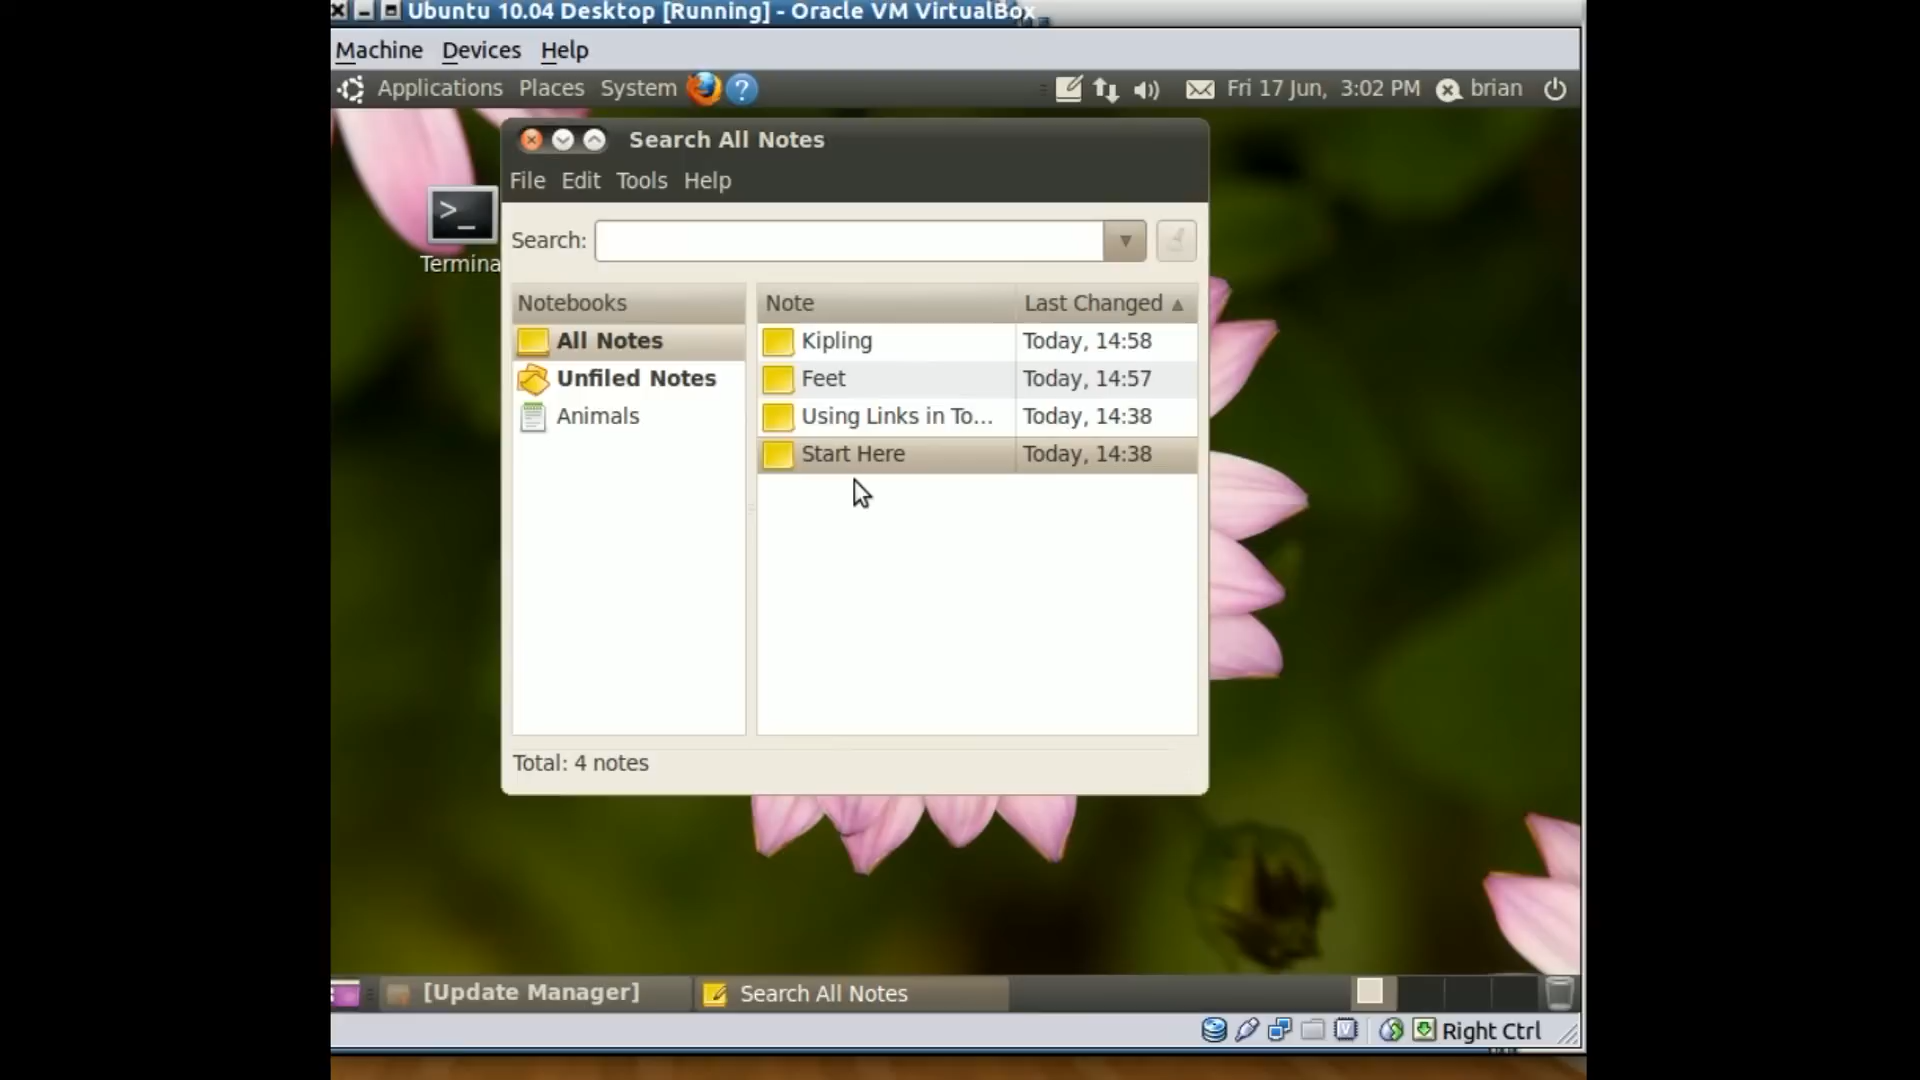 Ubuntu 10.04 Desktop [Running] - Oracle VM VirtualBox
Machine Devices Help
Applications Places System Fri 17 Jun, 3:02 PM brian
Search All Notes
File Edit Tools Help
>_
Termina
Search:
Notebooks Note Last Changed
All Notes Kipling Today, 14:58
Unfiled Notes Feet Today, 14:57
Animals Using Links in To... Today, 14:38
Start Here Today, 14:38
Total: 4 notes
[Update Manager] Search All Notes
Right Ctrl